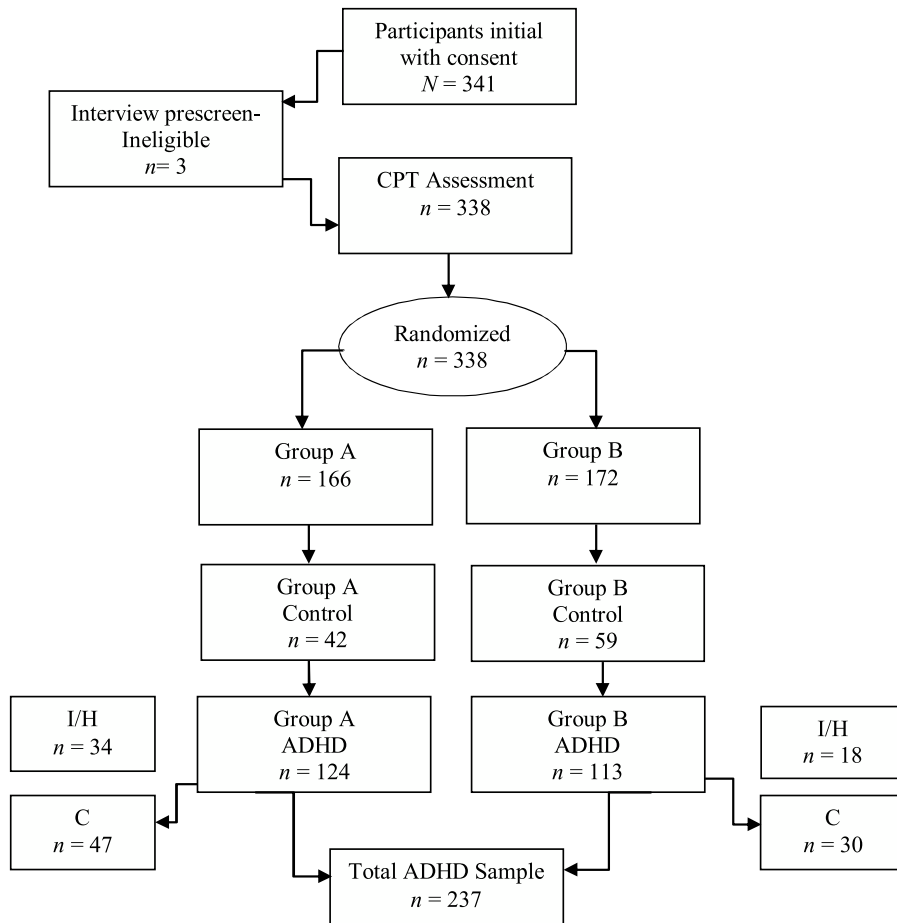 Participants initial
with consent
N = 341
Interview prescreen-
Ineligible
n= 3
CPT Assessment
n = 338
Randomized
n = 338
Group A
n = 166
Group B
n = 172
Group A
Control
n = 42
Group B
Control
n = 59
I/H
n = 34
Group A
ADHD
n = 124
Group B
ADHD
n = 113
I/H
n = 18
C
n = 47
C
n = 30
Total ADHD Sample
n = 237